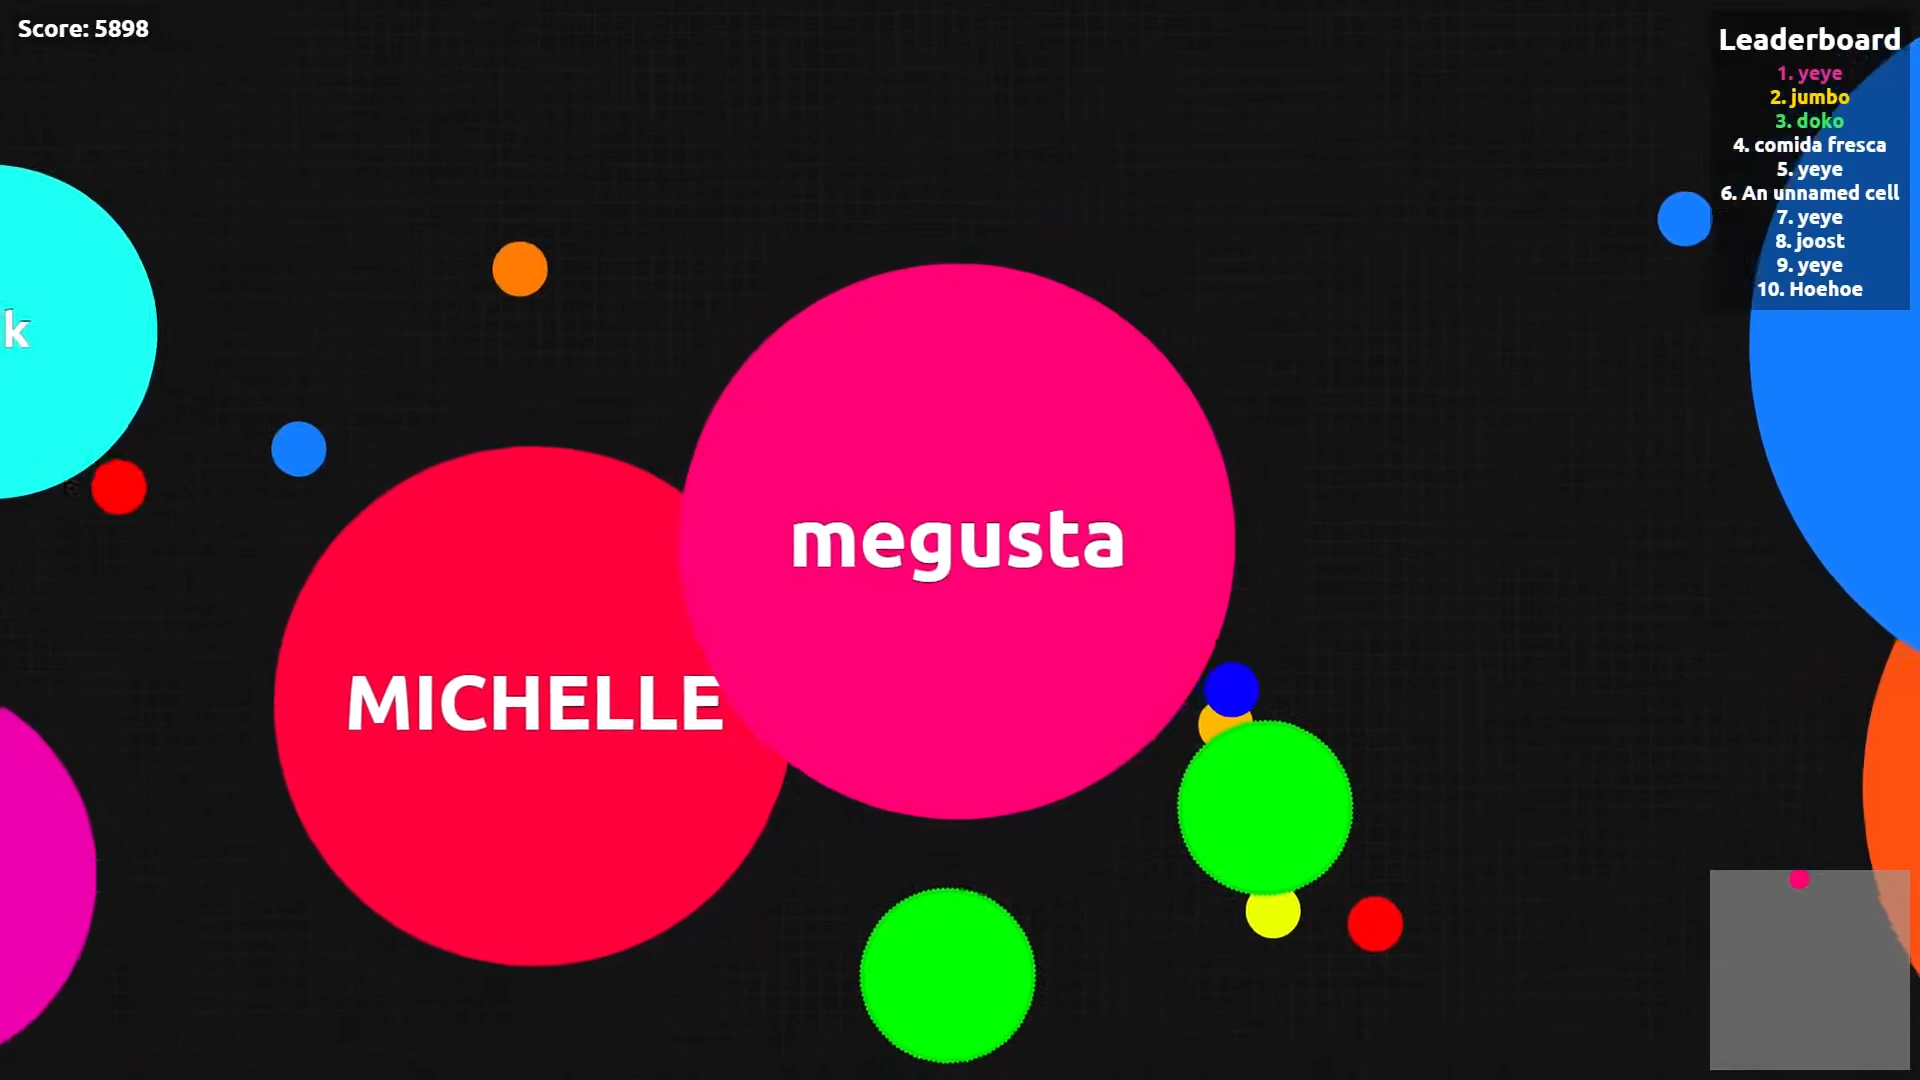 Score: 5898
Leaderboard
1. yeye
2. jumbo
3. doko
4. comida fresca
5. yeye
6. An unnamed cell
7. yeye
8. joost
9. yeye
10. Hoehoe
k
megusta
MICHELLE